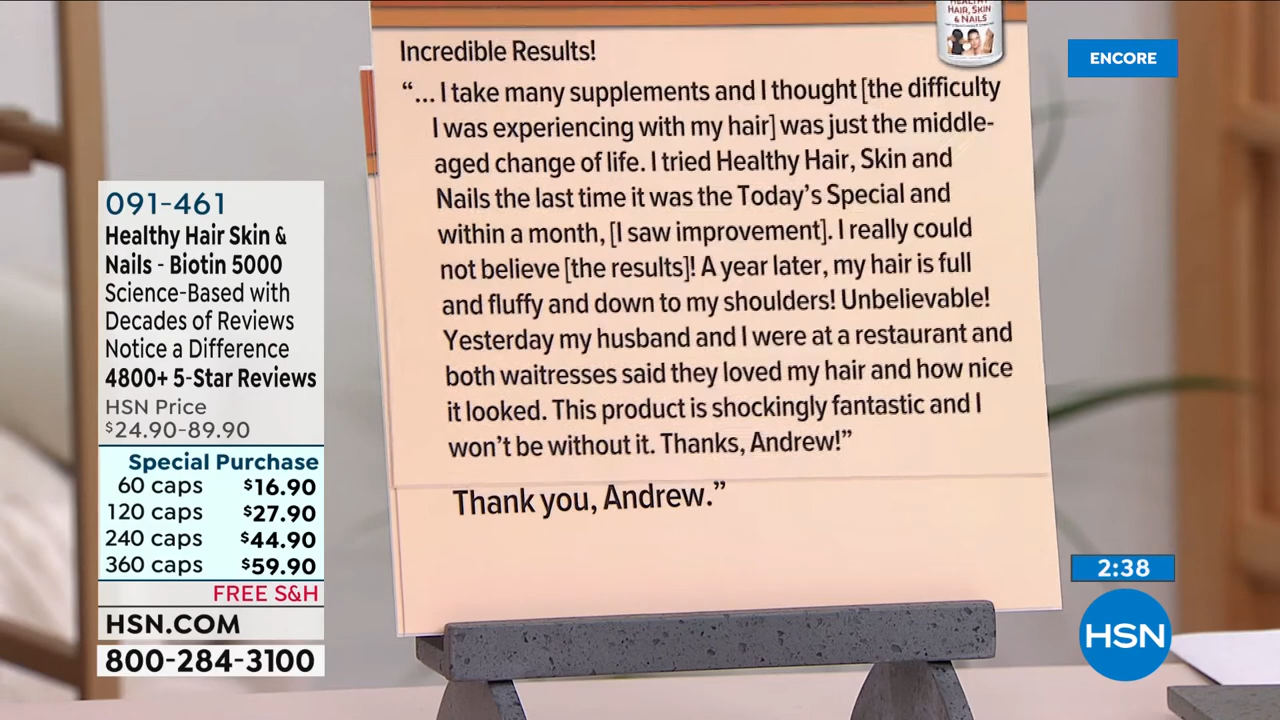 HEALTHY
HAIR, SKIN
& NAILS
ENCORE
Incredible Results!
“... I take many supplements and I thought [the difficulty
I was experiencing with my hair] was just the middle-
aged change of life. I tried Healthy Hair, Skin and
Nails the last time it was the Today’s Special and
within a month, [I saw improvement]. I really could
not believe [the results]! A year later, my hair is full
and fluffy and down to my shoulders! Unbelievable!
Yesterday my husband and I were at a restaurant and
both waitresses said they loved my hair and how nice
it looked. This product is shockingly fantastic and I
won’t be without it. Thanks, Andrew!”
Thank you, Andrew.”
091-461
Healthy Hair Skin &
Nails - Biotin 5000
Science-Based with
Decades of Reviews
Notice a Difference
4800+ 5-Star Reviews
HSN Price
$24.90-89.90
Special Purchase
60 caps $16.90
120 caps $27.90
240 caps $44.90
360 caps $59.90
FREE S&H
HSN.COM
800-284-3100
2:38
HSN